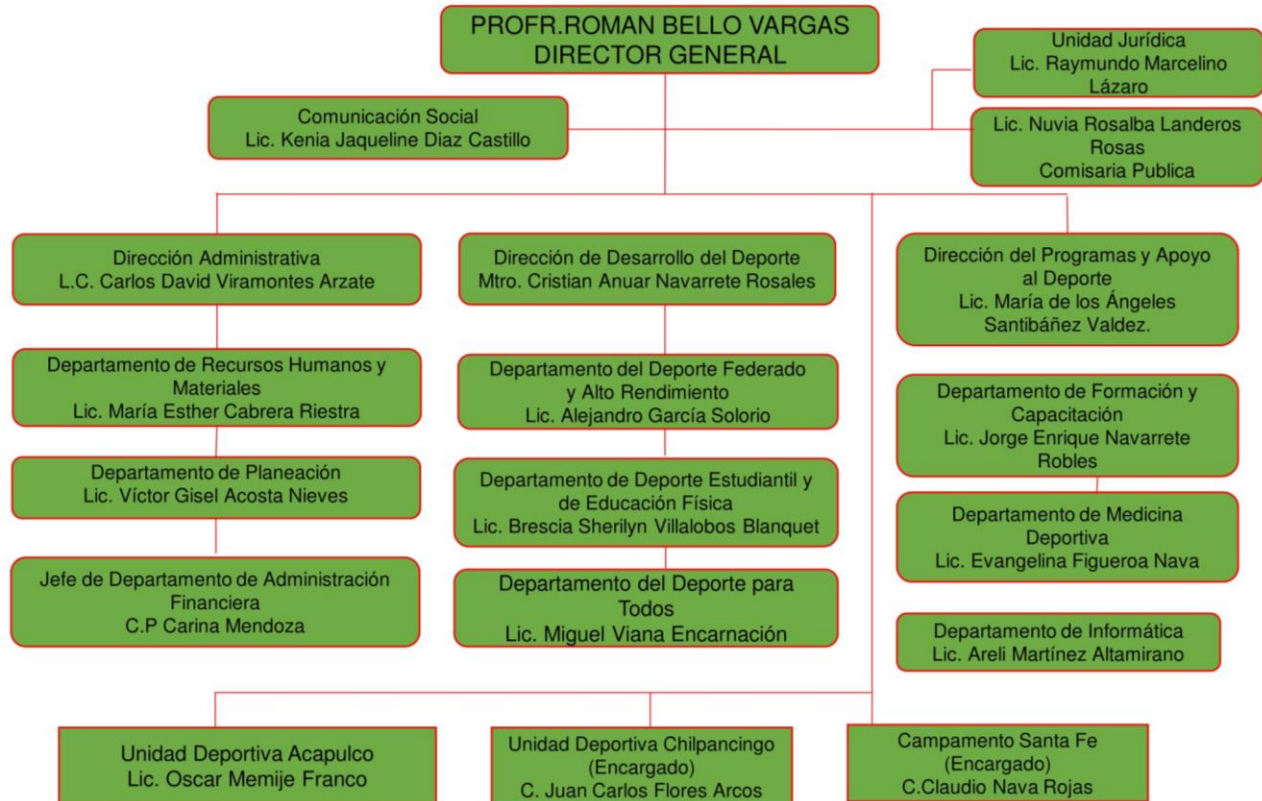 PROFR.ROMAN BELLO VARGAS
DIRECTOR GENERAL
Unidad Jurídica
Lic. Raymundo Marcelino
Lázaro
Comunicación Social
Lic. Kenia Jaqueline Diaz Castillo
Lic. Nuvia Rosalba Landeros
Rosas
Comisaria Publica
Dirección Administrativa
L.C. Carlos David Viramontes Arzate
Dirección de Desarrollo del Deporte
Mtro. Cristian Anuar Navarrete Rosales
Dirección del Programas y Apoyo
al Deporte
Lic. María de los Ángeles
Santibáñez Valdez.
Departamento de Recursos Humanos y
Materiales
Lic. María Esther Cabrera Riestra
Departamento del Deporte Federado
y Alto Rendimiento
Lic. Alejandro García Solorio
Departamento de Formación y
Capacitación
Lic. Jorge Enrique Navarrete
Robles
Departamento de Planeación
Lic. Víctor Gisel Acosta Nieves
Departamento de Deporte Estudiantil y
de Educación Física
Lic. Brescia Sherilyn Villalobos Blanquet
Departamento de Medicina
Deportiva
Lic. Evangelina Figueroa Nava
Jefe de Departamento de Administración
Financiera
C.P Carina Mendoza
Departamento del Deporte para
Todos
Lic. Miguel Viana Encarnación
Departamento de Informática
Lic. Areli Martínez Altamirano
Unidad Deportiva Acapulco
Lic. Oscar Memije Franco
Unidad Deportiva Chilpancingo
(Encargado)
C. Juan Carlos Flores Arcos
Campamento Santa Fe
(Encargado)
C.Claudio Nava Rojas